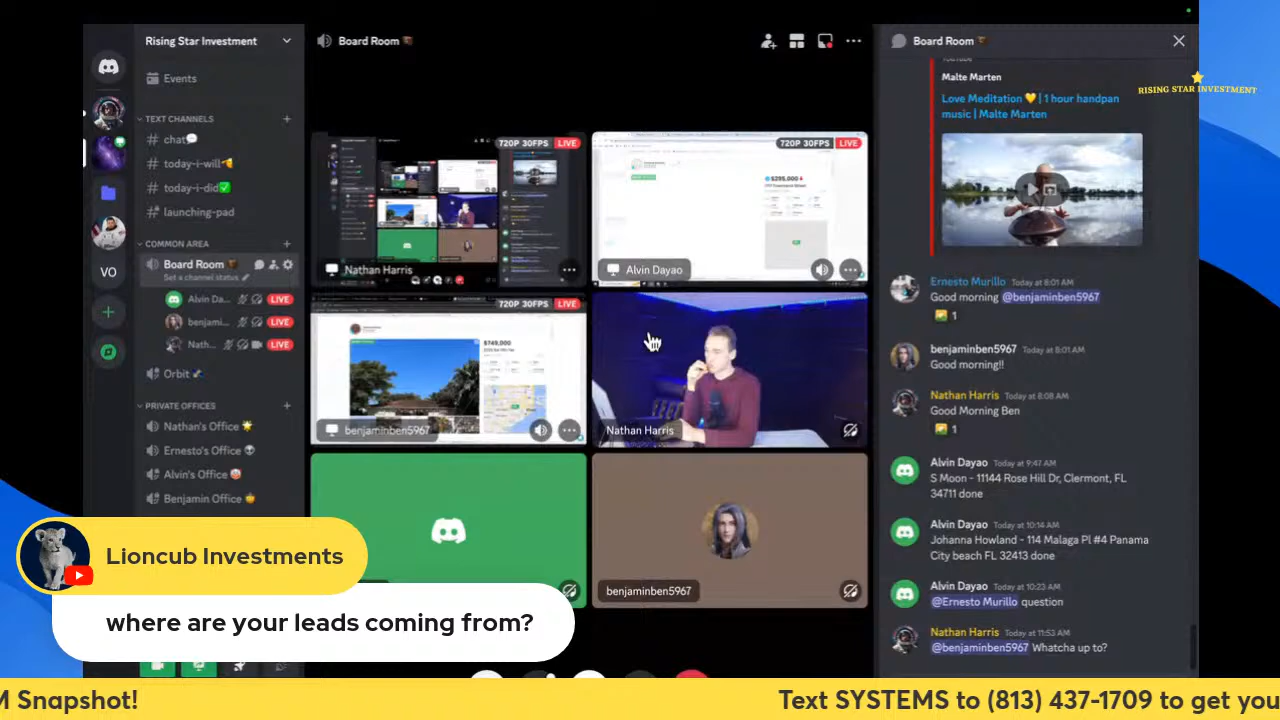 Rising Star Investment
Board Room
Board Room
Events
TEXT CHANNELS
chat
today-i-will
today-i-did
launching-pad
COMMON AREA
Board Room
Set a channel status
Alvin Da... LIVE
benjami... LIVE
Nath... LIVE
VO
Orbit
PRIVATE OFFICES
Nathan's Office
Ernesto's Office
Alvin's Office
Benjamin Office
720P 30FPS LIVE
Nathan Harris
720P 30FPS LIVE
$295,000
Alvin Dayao
720P 30FPS LIVE
$749,000
benjaminben5967
Nathan Harris
benjaminben5967
Malte Marten
Love Meditation 💛 | 1 hour handpan
music | Malte Marten
RISING STAR INVESTMENT
Ernesto Murillo Today at 8:01 AM
Good morning @benjaminben5967
1
benjaminben5967 Today at 8:01 AM
Good morning!!
Nathan Harris Today at 8:08 AM
Good Morning Ben
1
Alvin Dayao Today at 9:47 AM
S Moon - 11144 Rose Hill Dr, Clermont, FL
34711 done
Alvin Dayao Today at 10:14 AM
Johanna Howland - 114 Malaga Pl #4 Panama
City beach FL 32413 done
Alvin Dayao Today at 10:23 AM
@Ernesto Murillo question
Nathan Harris Today at 11:53 AM
@benjaminben5967 Whatcha up to?
Lioncub Investments
where are your leads coming from?
M Snapshot!
Text SYSTEMS to (813) 437-1709 to get you